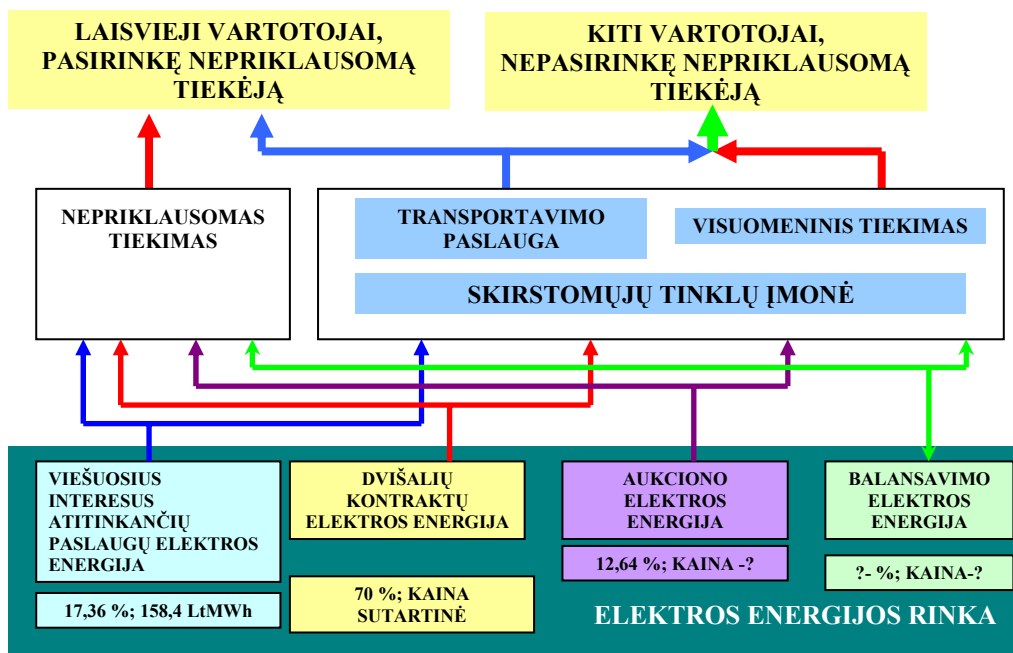 LAISVIEJI VARTOTOJAI,
PASIRINKĘ NEPRIKLAUSOMĄ
TIEKĖJĄ
KITI VARTOTOJAI,
NEPASIRINKĘ NEPRIKLAUSOMĄ
TIEKĖJĄ
NEPRIKLAUSOMAS
TIEKIMAS
TRANSPORTAVIMO
PASLAUGA
VISUOMENINIS TIEKIMAS
SKIRSTOMŲJŲ TINKLŲ ĮMONĖ
VIEŠUOSIUS
INTERESUS
ATITINKANČIŲ
PASLAUGŲ ELEKTROS
ENERGIJA
17,36 %; 158,4 LtMWh
DVIŠALIŲ
KONTRAKTŲ
ELEKTROS ENERGIJA
70 %; KAINA
SUTARTINĖ
AUKCIONO
ELEKTROS
ENERGIJA
12,64 %; KAINA -?
BALANSAVIMO
ELEKTROS
ENERGIJA
?- %; KAINA-?
ELEKTROS ENERGIJOS RINKA